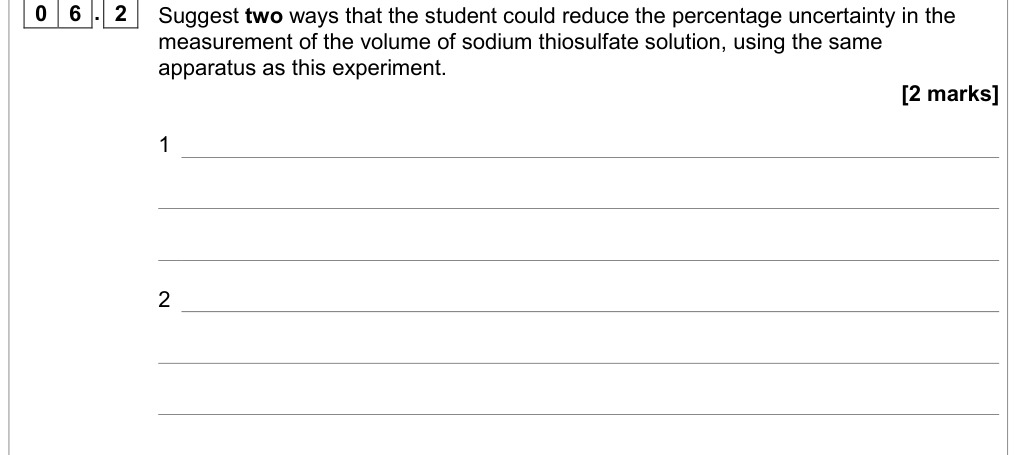 0 6 . 2 Suggest two ways that the student could reduce the percentage uncertainty in the
measurement of the volume of sodium thiosulfate solution, using the same
apparatus as this experiment.
[2 marks]
1
2